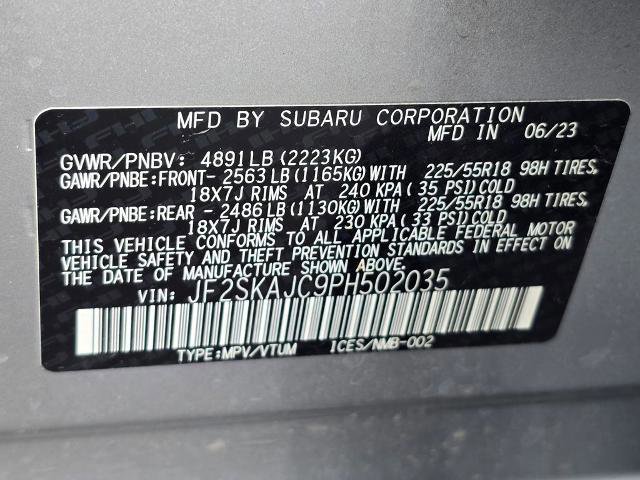 MFD BY SUBARU CORPORATION
MFD IN 06/23
GVWR/PNBV: 4891LB (2223KG)
GAWR/PNBE:FRONT- 2563 LB (1165KG) WITH 225/55R18 98H TIRES,
18X7J RIMS AT 240 KPA (35 PSI) COLD
GAWR/PNBE:REAR - 2486 LB (1130KG) WITH 225/55R18 98H TIRES,
18X7J RIMS AT 230 KPA (33 PSI) COLD
THIS VEHICLE CONFORMS TO ALL APPLICABLE FEDERAL MOTOR
VEHICLE SAFETY AND THEFT PREVENTION STANDARDS IN EFFECT ON
THE DATE OF MANUFACTURE SHOWN ABOVE.
VIN: JF2SKAJC9PH502035
TYPE:MPV/VTUM ICES/NMB-002